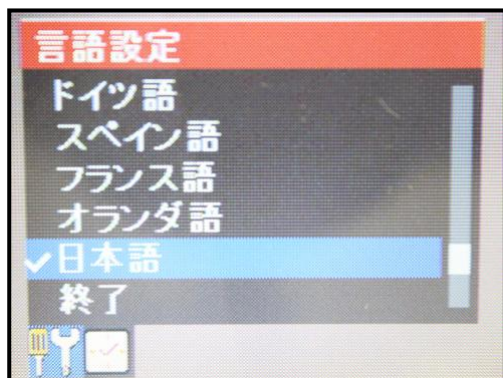 言語設定
ドイツ語
スペイン語
フランス語
オランダ語
日本語
終了